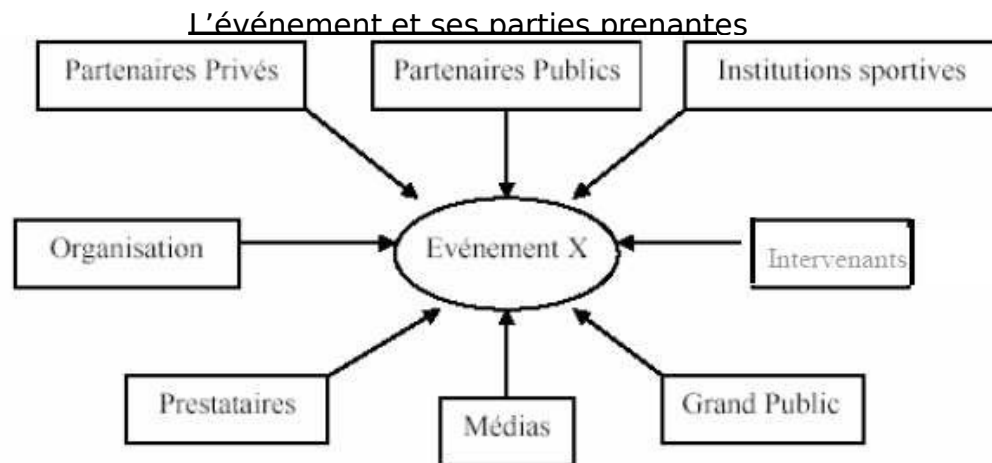 L’événement et ses parties prenantes
Partenaires Privés
Partenaires Publics
Institutions sportives
Organisation
Evénement X
Intervenants
Prestataires
Médias
Grand Public